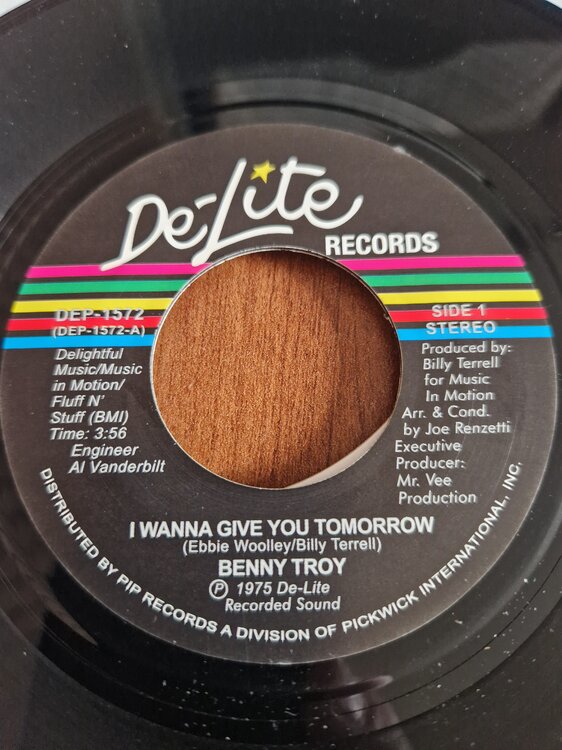 De-Lite
RECORDS
DEP-1572
(DEP-1572-A)
Delightful
Music/Music
in Motion/
Fluff N'
Stuff (BMI)
Time: 3:56
Engineer
Al Vanderbilt
SIDE 1
STEREO
Produced by:
Billy Terrell
for Music
In Motion
Arr. & Cond.
by Joe Renzetti
Executive
Producer:
Mr. Vee
Production
I WANNA GIVE YOU TOMORROW
(Ebbie Woolley/Billy Terrell)
BENNY TROY
℗ 1975 De-Lite
Recorded Sound
DISTRIBUTED BY PIP RECORDS A DIVISION OF PICKWICK INTERNATIONAL, INC.